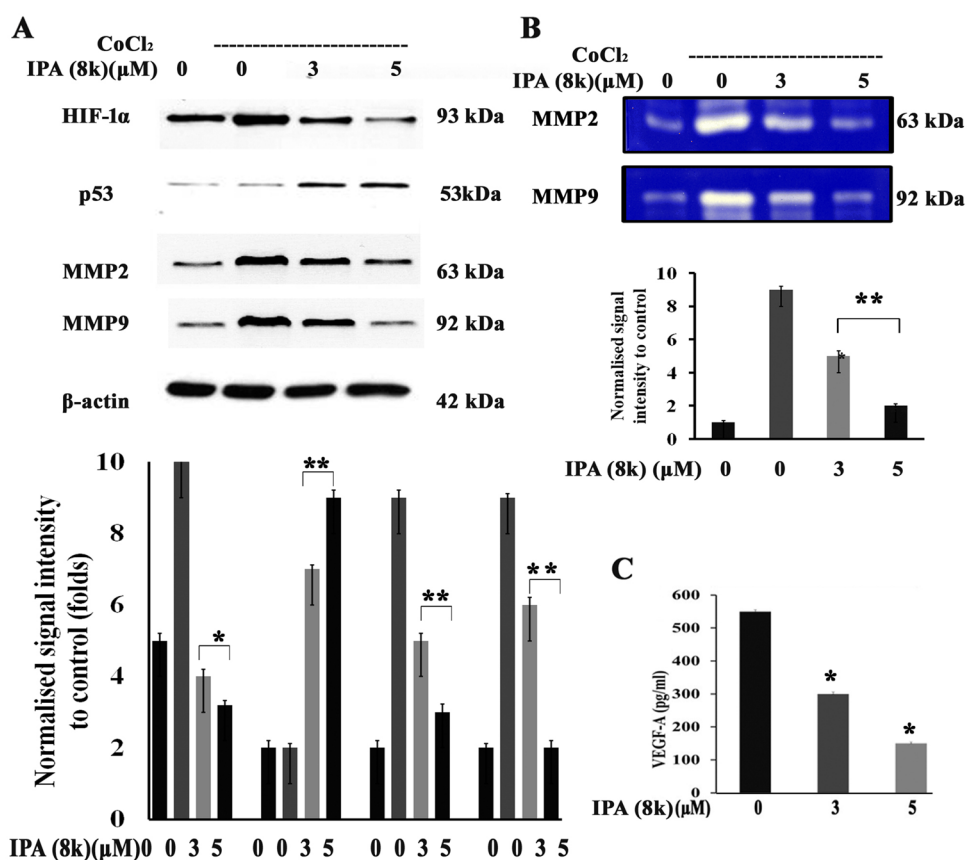 A
CoCl₂ --------------------
IPA (8k)(µM) 0 0 3 5
HIF-1α 93 kDa
p53 53kDa
MMP2 63 kDa
MMP9 92 kDa
β-actin 42 kDa
Normalised signal intensity
to control (folds)
10
8
6
4
2
0
*
**
**
**
IPA (8k)(µM) 0 0 3 5 0 0 3 5 0 0 3 5 0 0 3 5
B
CoCl₂ --------------------
IPA (8k)(µM) 0 0 3 5
MMP2 63 kDa
MMP9 92 kDa
Normalised signal
intensity to control
10
8
6
4
2
0
*
**
IPA (8k) (µM) 0 0 3 5
C
VEGF-A (pg/ml)
600
500
400
300
200
100
0
*
*
IPA (8k)(µM) 0 3 5